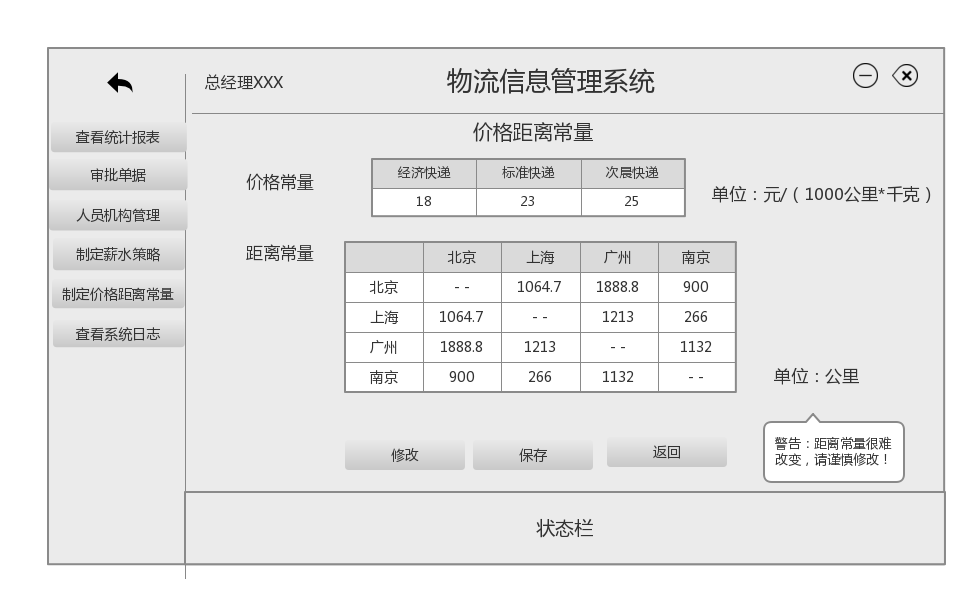 总经理XXX
物流信息管理系统
查看统计报表
审批单据
人员机构管理
制定薪水策略
制定价格距离常量
查看系统日志
价格距离常量
价格常量
经济快递 标准快递 次晨快递
18 23 25
单位：元/（1000公里*千克）
距离常量
北京 上海 广州 南京
北京 - - 1064.7 1888.8 900
上海 1064.7 - - 1213 266
广州 1888.8 1213 - - 1132
南京 900 266 1132 - -
单位：公里
修改 保存 返回
警告：距离常量很难
改变，请谨慎修改！
状态栏